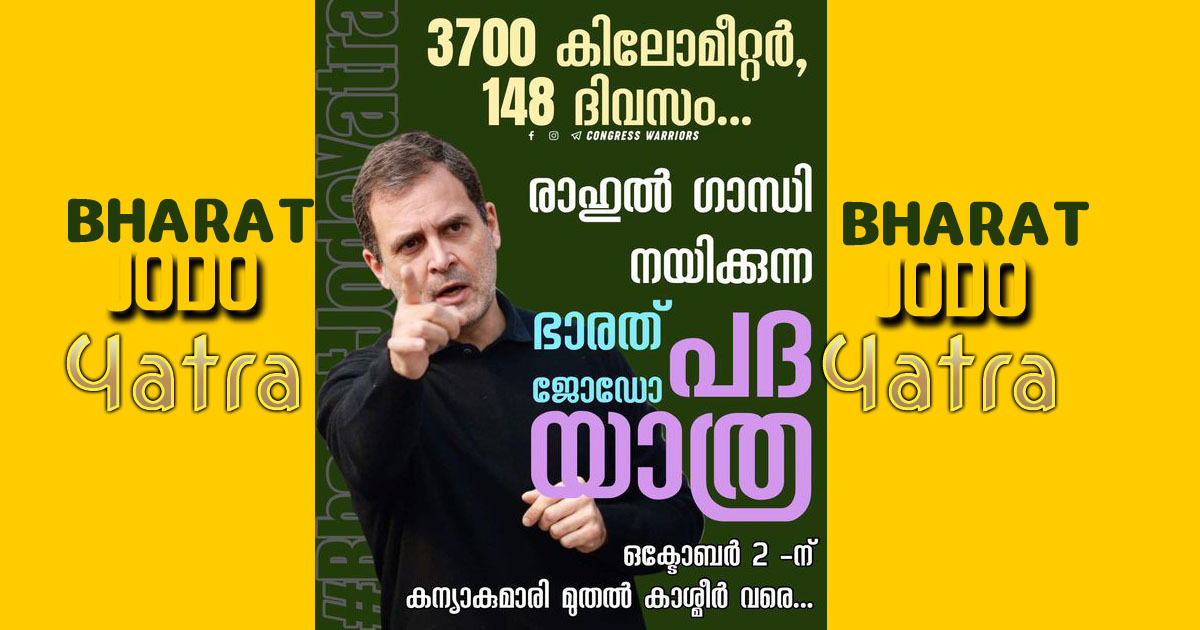 BHARAT
JODO
Yatra
#BharatJodoYatra
3700 കിലോമീറ്റർ,
148 ദിവസം...
CONGRESS WARRIORS
രാഹുൽ ഗാന്ധി
നയിക്കുന്ന
ഭാരത്
ജോഡോ
പദ
യാത്ര
ഒക്ടോബർ 2 -ന്
കന്യാകുമാരി മുതൽ കാശ്മീർ വരെ...
BHARAT
JODO
Yatra